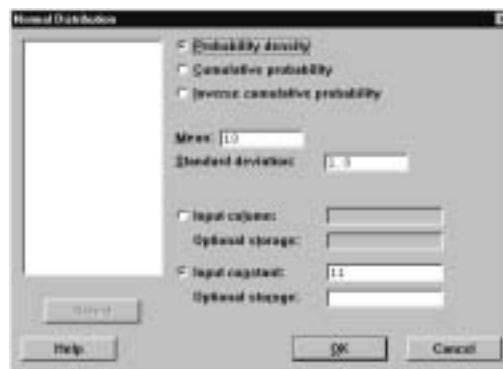 Normal Distribution
Probability density
Cumulative probability
Inverse cumulative probability
Mean: 10
Standard deviation:
Input column:
Optional storage:
Input constant: 11
Optional storage:
Select
Help
OK
Cancel